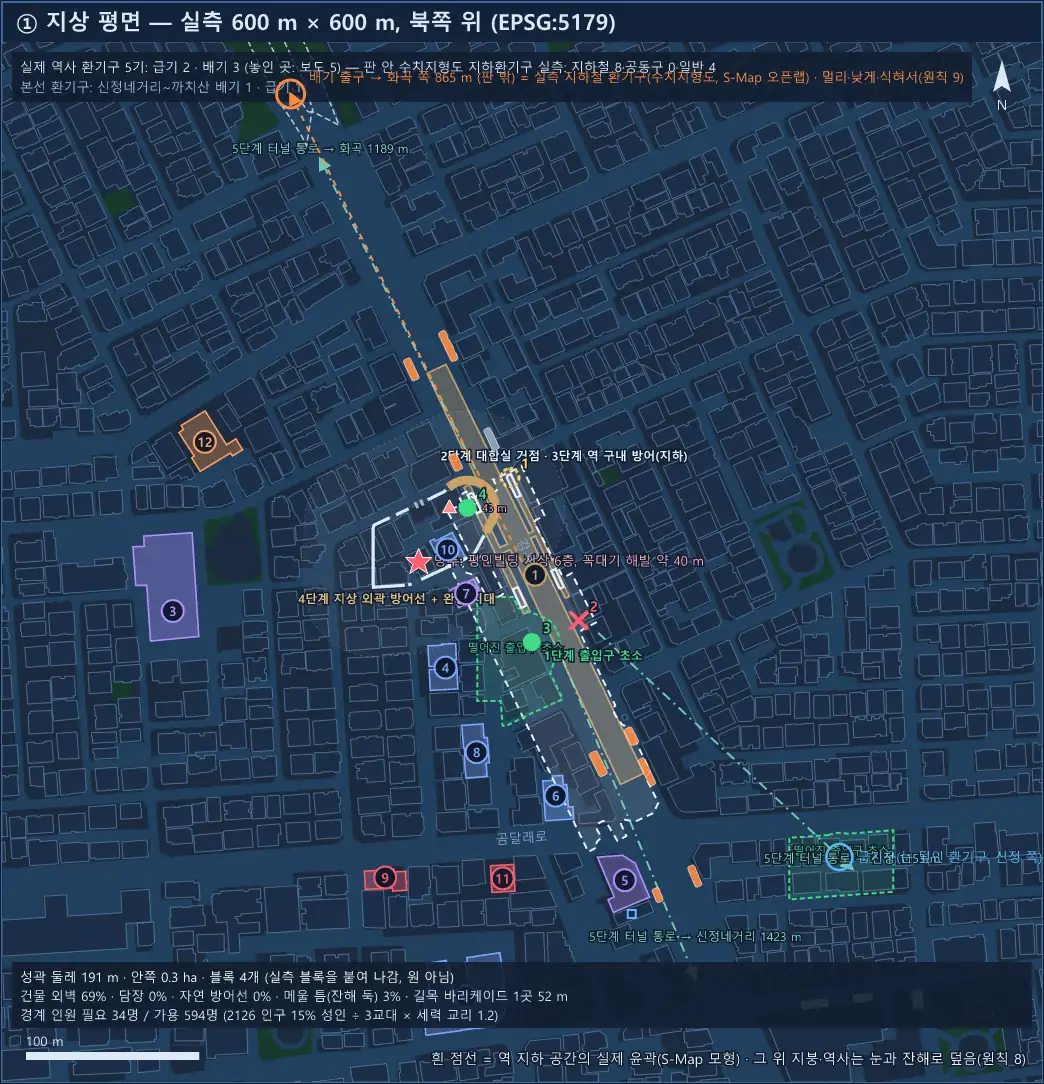 ① 지상 평면 — 실측 600 m × 600 m, 북쪽 위 (EPSG:5179)
실제 역사 환기구 5기: 급기 2 · 배기 3 (놓인 곳: 보도 5) — 판 안 수치지형도 지하환기구 실측: 지하철 8·공동구 0·일반 4
배기 출구 → 화곡 쪽 865 m (판 밖) = 실측 지하철 환기구(수치지형도, S-Map 오픈랩) · 멀리·낮게·식혀서(원칙 9)
본선 환기구: 신정네거리~까치산 배기 1 · 급기 1
N
5단계 터널 통로 → 화곡 1189 m
12
2단계 대합실 거점 · 3단계 역 구내 방어(지하)
4
43 m
10
평인빌딩 지상 6층, 꼭대기 해발 약 40 m
1
7
4단계 지상 외곽 방어선 + 완
시대
3
2
3
떨어진 출입
1단계 출입구 초소
4
8
6
곰달래로
5단계 터널 통로
9
11
5
5단계 터널 통로 → 신정네거리 1423 m
성곽 둘레 191 m · 안쪽 0.3 ha · 블록 4개 (실측 블록을 붙여 나감, 원 아님)
건물 외벽 69% · 담장 0% · 자연 방어선 0% · 메울 틈(잔해 둑) 3% · 길목 바리케이드 1곳 52 m
경계 인원 필요 34명 / 가용 594명 (2126 인구 15% 성인 ÷ 3교대 × 세력 교리 1.2)
100 m
흰 점선 = 역 지하 공간의 실제 윤곽(S-Map 모형) · 그 위 지붕·역사는 눈과 잔해로 덮음(원칙 8)